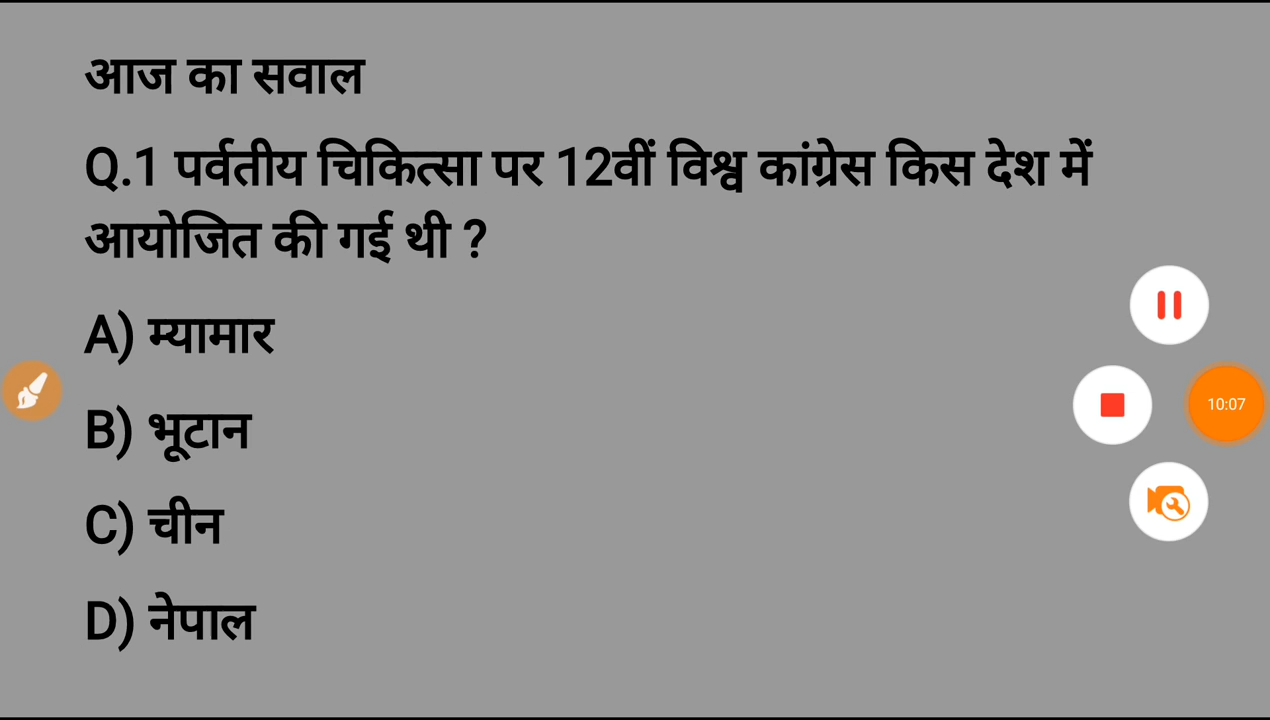 आज का सवाल
Q.1 पर्वतीय चिकित्सा पर 12वीं विश्व कांग्रेस किस देश में
आयोजित की गई थी ?
A) म्यामार
B) भूटान
C) चीन
D) नेपाल
10:07